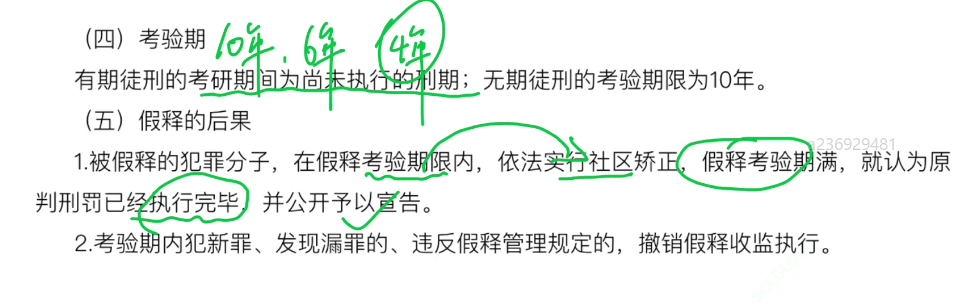 （四）考验期 10年、6年 4年
有期徒刑的考研期间为尚未执行的刑期；无期徒刑的考验期限为10年。
（五）假释的后果
a236929481
1.被假释的犯罪分子，在假释考验期限内，依法实行社区矫正，假释考验期满，就认为原
判刑罚已经执行完毕，并公开予以宣告。
2.考验期内犯新罪、发现漏罪的、违反假释管理规定的，撤销假释收监执行。